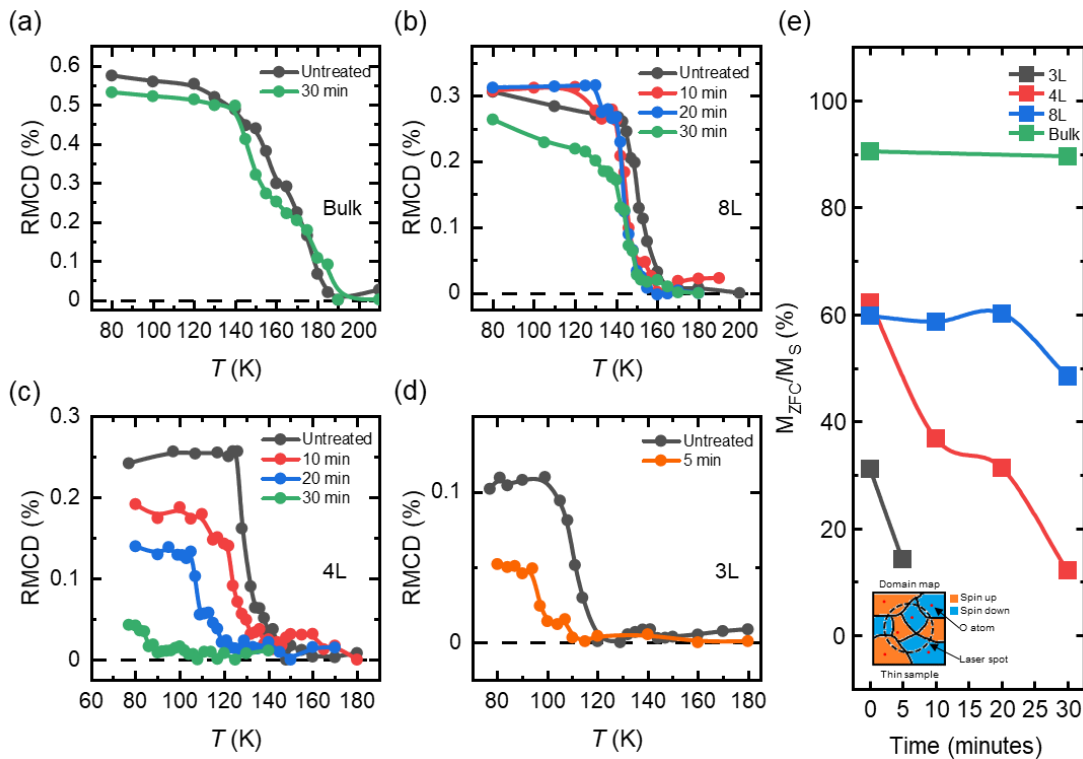 (a)
0.6
0.5
0.4
0.3
0.2
0.1
0
RMCD (%)
Untreated
30 min
Bulk
80 100 120 140 160 180 200
T (K)
(b)
0.3
0.2
0.1
0
RMCD (%)
Untreated
10 min
20 min
30 min
8L
80 100 120 140 160 180 200
T (K)
(c)
0.3
0.2
0.1
0
RMCD (%)
Untreated
10 min
20 min
30 min
4L
60 80 100 120 140 160 180
T (K)
(d)
0.1
0
RMCD (%)
Untreated
5 min
3L
80 100 120 140 160 180
T (K)
(e)
100
80
60
40
20
0
M_ZFC/M_S (%)
3L
4L
8L
Bulk
Domain map
Spin up
Spin down
O atom
Laser spot
Thin sample
0 5 10 15 20 25 30
Time (minutes)